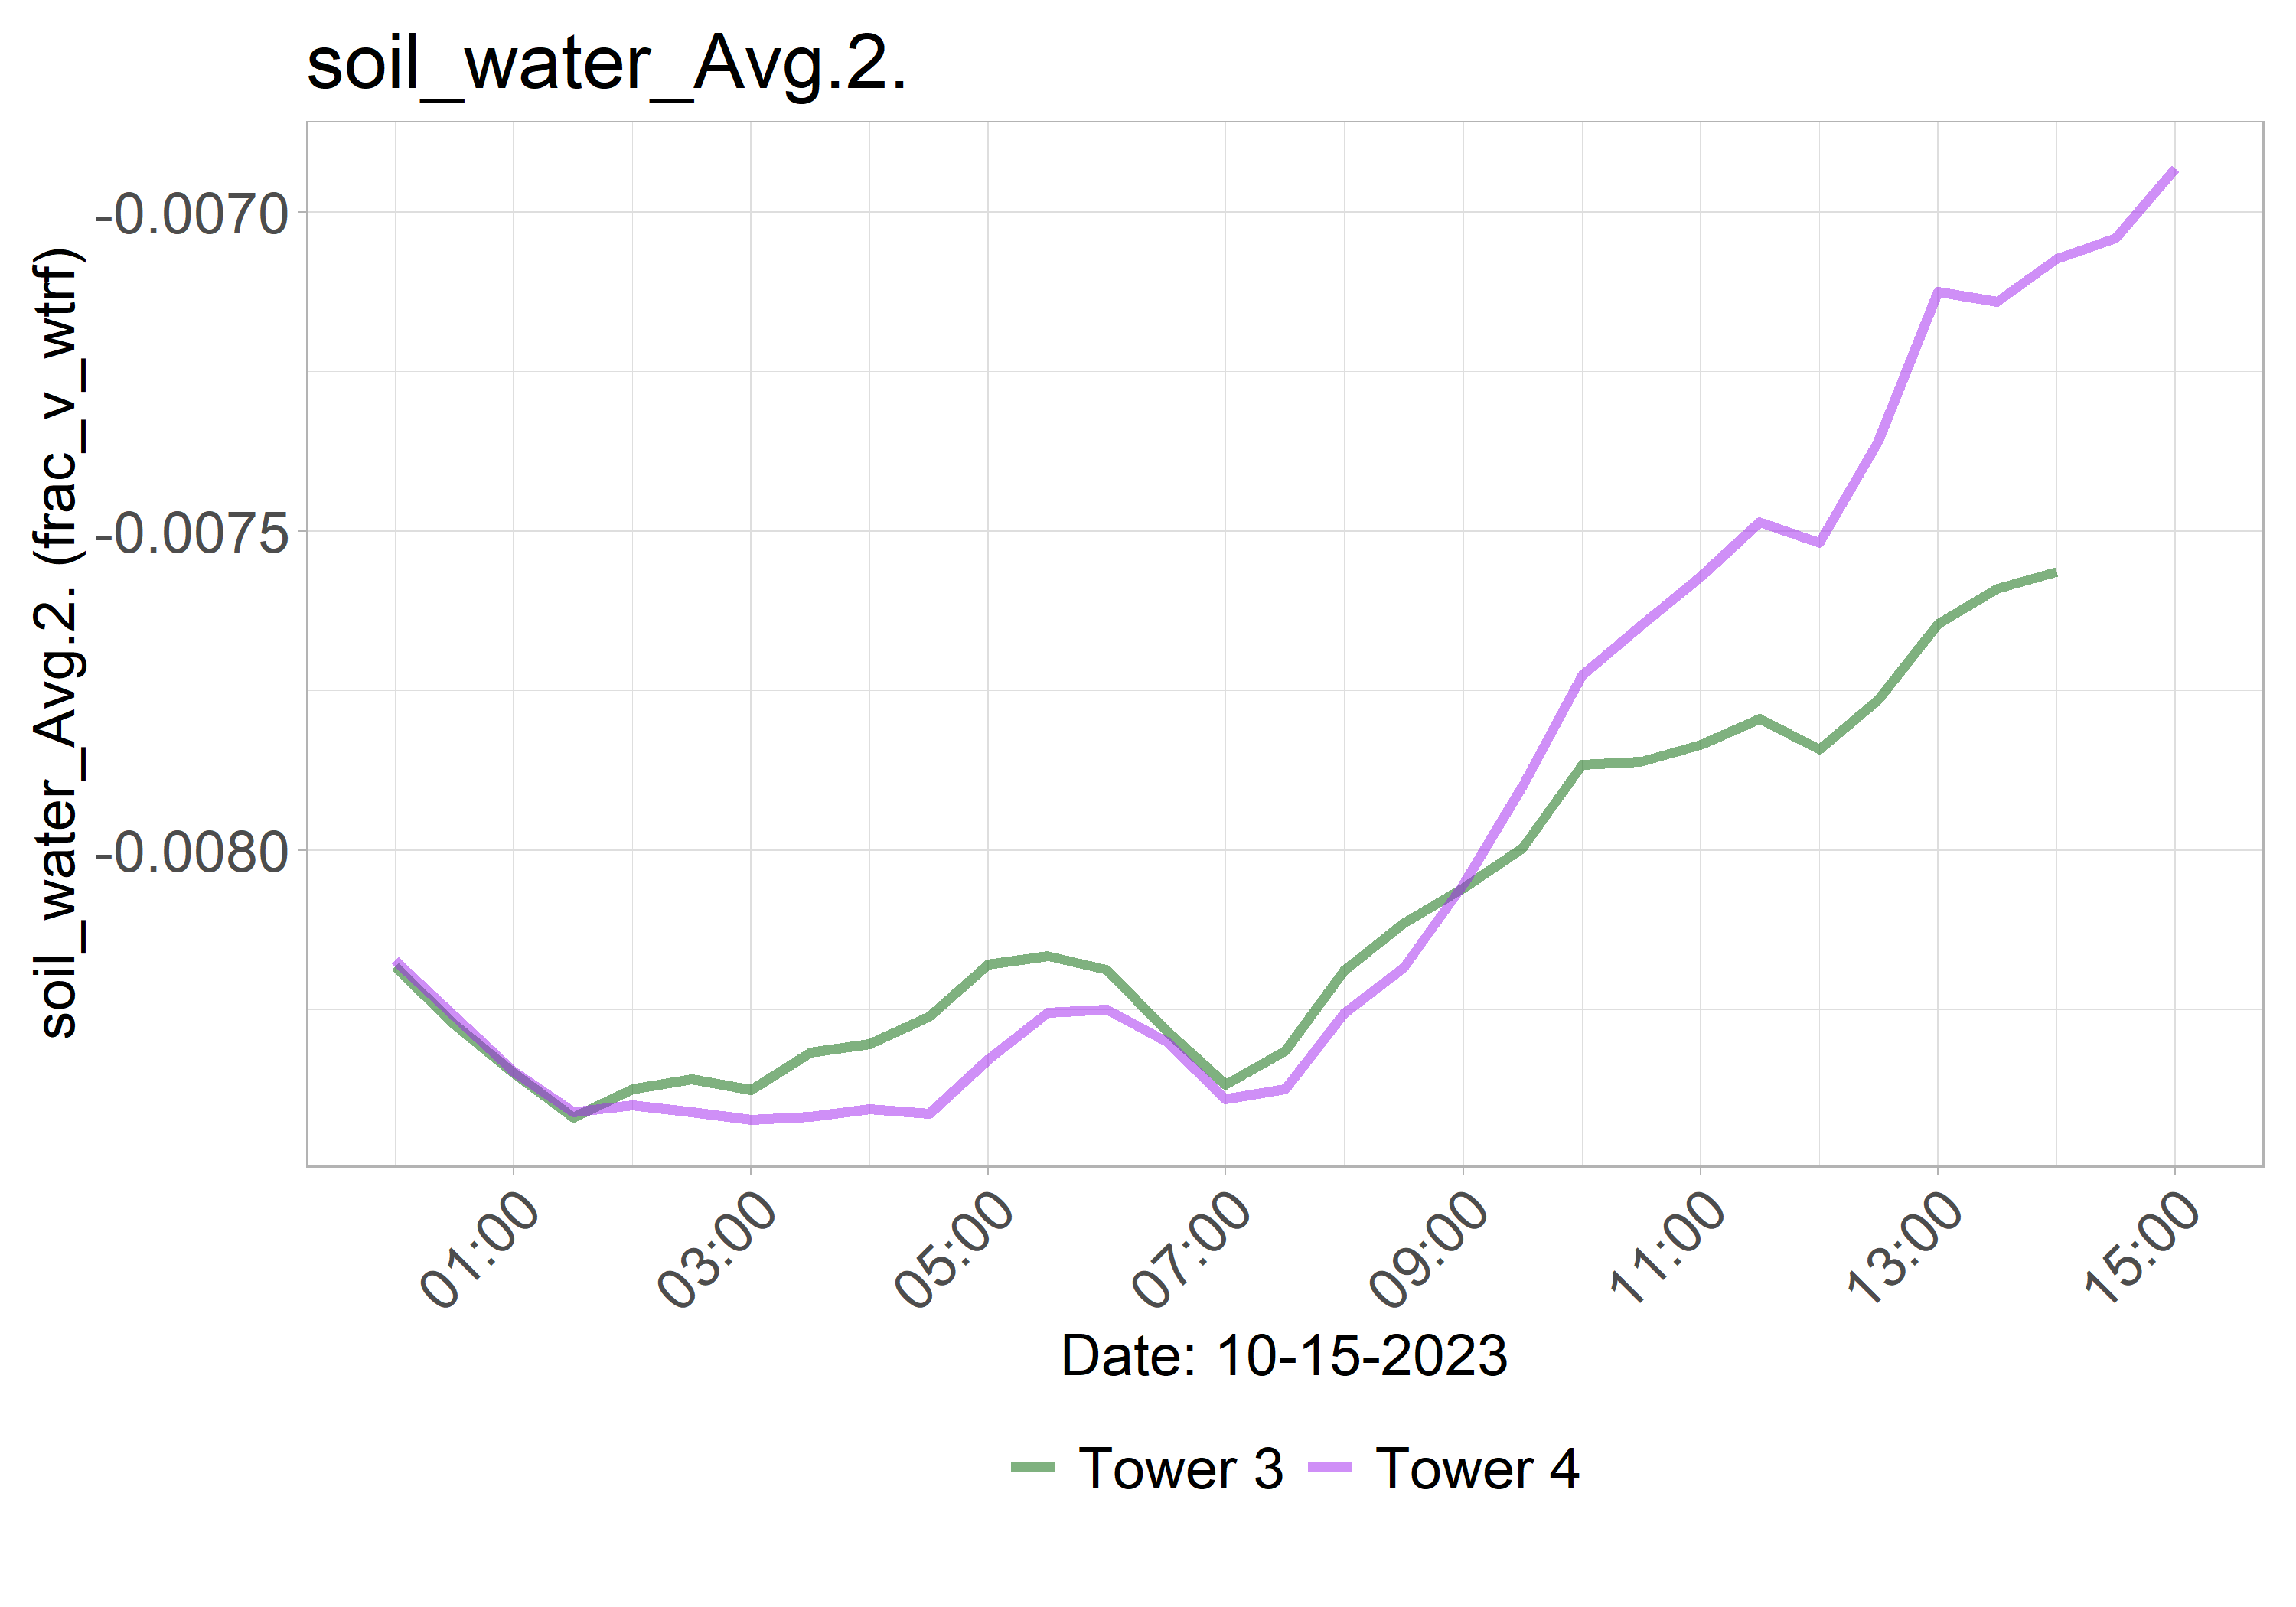 soil_water_Avg.2.
soil_water_Avg.2. (frac_v_wtrf)
-0.0070
-0.0075
-0.0080
01:00
03:00
05:00
07:00
09:00
11:00
13:00
15:00
Date: 10-15-2023
Tower 3
Tower 4